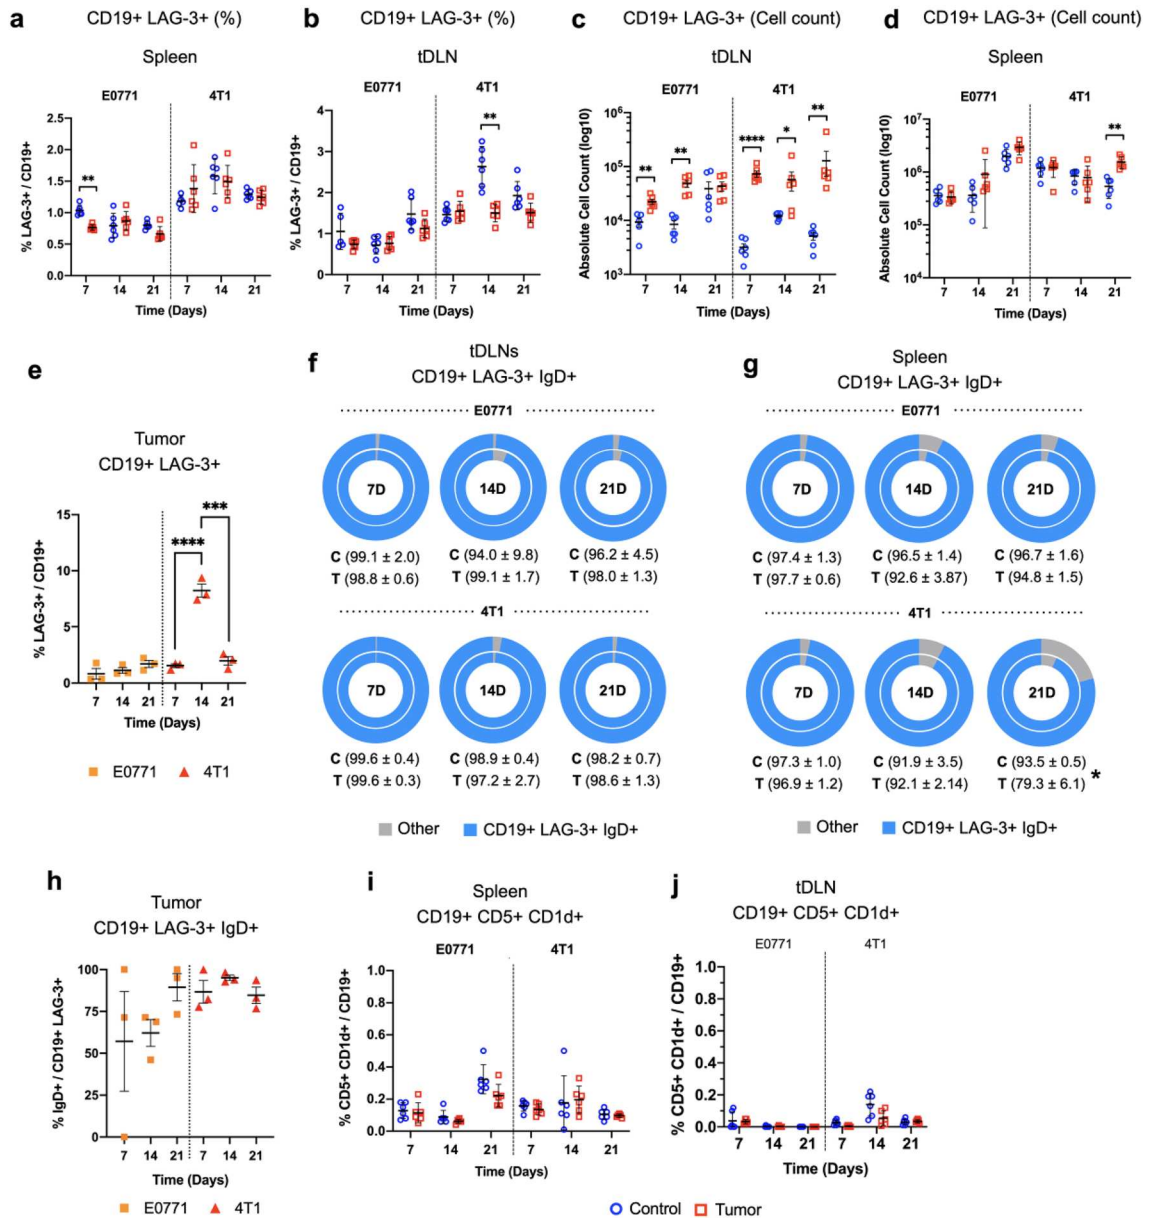 a
CD19+ LAG-3+ (%)
Spleen
E0771
4T1
% LAG-3+ / CD19+
2.5
2.0
1.5
1.0
0.5
0.0
**
7
14
21
7
14
21
Time (Days)
b
CD19+ LAG-3+ (%)
tDLN
E0771
4T1
% LAG-3+ / CD19+
4
3
2
1
0
**
7
14
21
7
14
21
Time (Days)
c
CD19+ LAG-3+ (Cell count)
tDLN
E0771
4T1
Absolute Cell Count (log10)
10⁶
10⁵
10⁴
10³
**
**
****
*
**
7
14
21
7
14
21
Time (Days)
d
CD19+ LAG-3+ (Cell count)
Spleen
E0771
4T1
Absolute Cell Count (log10)
10⁷
10⁶
10⁵
10⁴
**
7
14
21
7
14
21
Time (Days)
e
Tumor
CD19+ LAG-3+
% LAG-3+ / CD19+
15
10
5
0
****
***
7
14
21
7
14
21
Time (Days)
E0771
4T1
f
tDLNs
CD19+ LAG-3+ IgD+
E0771
7D
14D
21D
C (99.1 ± 2.0)
T (98.8 ± 0.6)
C (94.0 ± 9.8)
T (99.1 ± 1.7)
C (96.2 ± 4.5)
T (98.0 ± 1.3)
4T1
7D
14D
21D
C (99.6 ± 0.4)
T (99.6 ± 0.3)
C (98.9 ± 0.4)
T (97.2 ± 2.7)
C (98.2 ± 0.7)
T (98.6 ± 1.3)
Other
CD19+ LAG-3+ IgD+
g
Spleen
CD19+ LAG-3+ IgD+
E0771
7D
14D
21D
C (97.4 ± 1.3)
T (97.7 ± 0.6)
C (96.5 ± 1.4)
T (92.6 ± 3.87)
C (96.7 ± 1.6)
T (94.8 ± 1.5)
4T1
7D
14D
21D
C (97.3 ± 1.0)
T (96.9 ± 1.2)
C (91.9 ± 3.5)
T (92.1 ± 2.14)
C (93.5 ± 0.5)
T (79.3 ± 6.1)
*
Other
CD19+ LAG-3+ IgD+
h
Tumor
CD19+ LAG-3+ IgD+
% IgD+ / CD19+ LAG-3+
100
75
50
25
0
7
14
21
7
14
21
Time (Days)
E0771
4T1
i
Spleen
CD19+ CD5+ CD1d+
E0771
4T1
% CD5+ CD1d+ / CD19+
1.0
0.8
0.6
0.4
0.2
0.0
7
14
21
7
14
21
Time (Days)
j
tDLN
CD19+ CD5+ CD1d+
E0771
4T1
% CD5+ CD1d+ / CD19+
1.0
0.8
0.6
0.4
0.2
0.0
7
14
21
7
14
21
Time (Days)
Control
Tumor